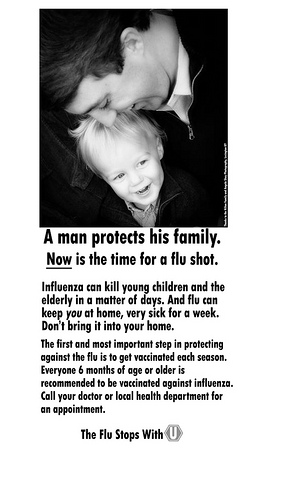 A man protects his family.
Now is the time for a flu shot.
Influenza can kill young children and the
elderly in a matter of days. And flu can
keep you at home, very sick for a week.
Don't bring it into your home.
The first and most important step in protecting
against the flu is to get vaccinated each season.
Everyone 6 months of age or older is
recommended to be vaccinated against influenza.
Call your doctor or local health department for
an appointment.
The Flu Stops With U